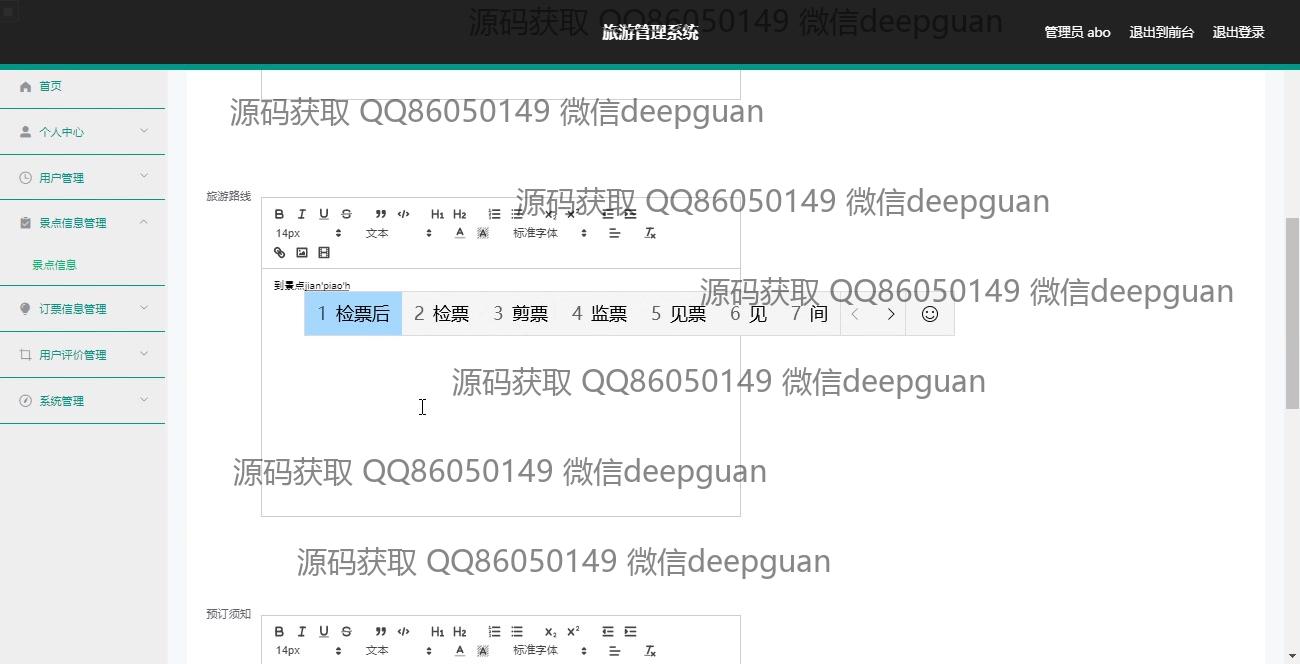 源码获取 QQ86050149 微信deepguan
旅游管理系统
管理员 abo 退出到前台 退出登录
首页
源码获取 QQ86050149 微信deepguan
个人中心
用户管理
旅游路线
源码获取 QQ86050149 微信deepguan
B I U S H1 H2 X2 X2
景点信息管理
14px 文本 A A 标准字体
景点信息
到景点jian'piao'h
源码获取 QQ86050149 微信deepguan
订票信息管理
1 检票后 2 检票 3 剪票 4 监票 5 见票 6 见 7 间
用户评价管理
源码获取 QQ86050149 微信deepguan
系统管理
源码获取 QQ86050149 微信deepguan
源码获取 QQ86050149 微信deepguan
预订须知
B I U S H1 H2 X2 X2
14px 文本 A A 标准字体